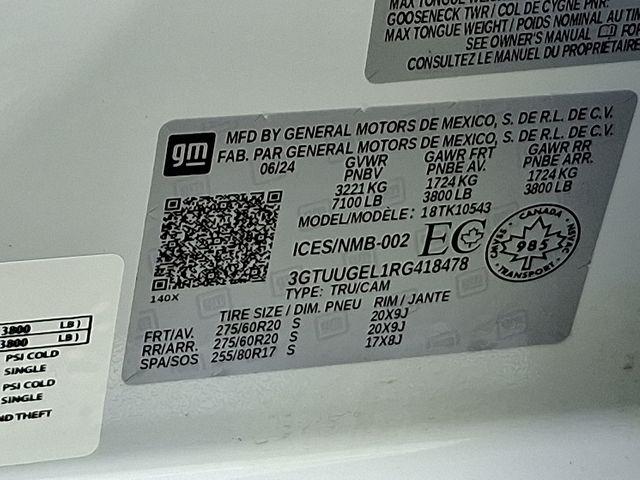 MAX TONGUE WEIGHT
GOOSENECK TWR / COL DE CYGNE PNR:
MAX TONGUE WEIGHT / POIDS NOMINAL AU TIM
SEE OWNER'S MANUAL FOR
CONSULTEZ LE MANUEL DU PROPRIÉTAIRE
gm
MFD BY GENERAL MOTORS DE MEXICO, S. DE R.L. DE C.V.
FAB. PAR GENERAL MOTORS DE MEXICO, S. DE R.L. DE C.V.
06/24 GVWR GAWR FRT GAWR RR
PNBV PNBE AV. PNBE ARR.
3221 KG 1724 KG 1724 KG
7100 LB 3800 LB 3800 LB
MODEL/MODÈLE: 18TK10543
ICES/NMB-002 EC
CANADA
CMVSS NSVAC
985
TRANSPORT
3GTUUGEL1RG418478
140X
TYPE: TRU/CAM
TIRE SIZE / DIM. PNEU RIM / JANTE
FRT/AV. 275/60R20 S 20X9J
RR/ARR. 275/60R20 S 20X9J
SPA/SOS 255/80R17 S 17X8J
3800 LB )
3800 LB )
PSI COLD
SINGLE
PSI COLD
SINGLE
ND THEFT